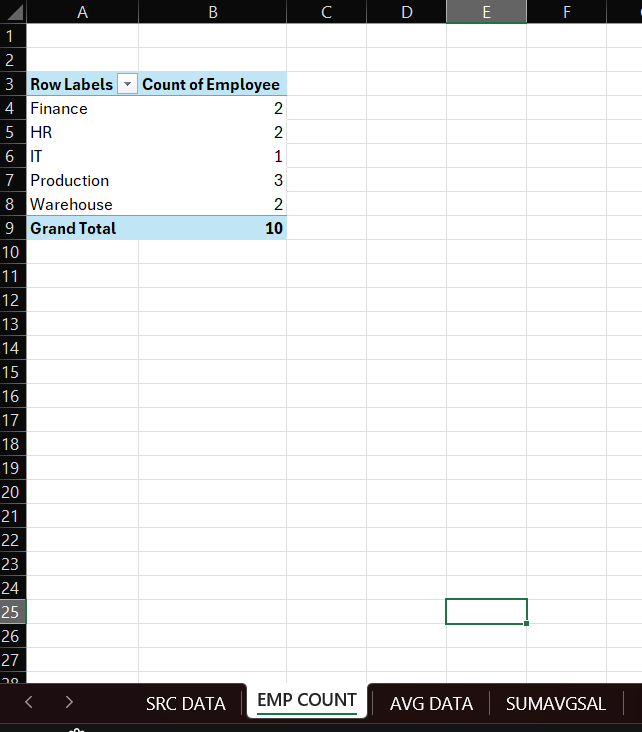 A B C D E F
1
2
3 Row Labels Count of Employee
4 Finance 2
5 HR 2
6 IT 1
7 Production 3
8 Warehouse 2
9 Grand Total 10
10
11
12
13
14
15
16
17
18
19
20
21
22
23
24
25
26
27
28
SRC DATA EMP COUNT AVG DATA SUMAVGSAL